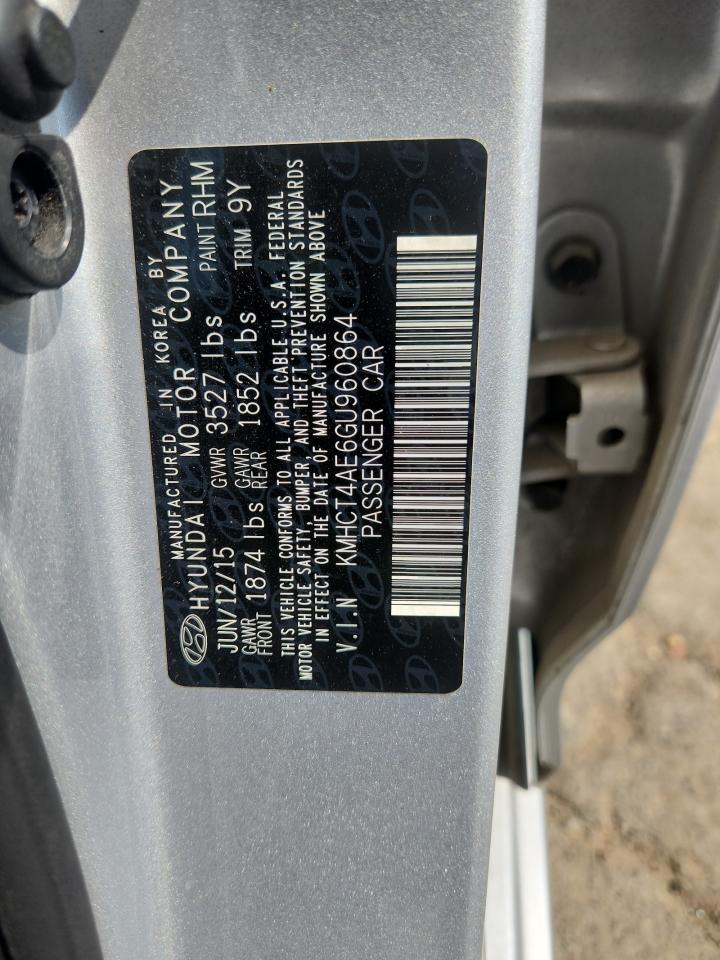 MANUFACTURED IN KOREA BY
HYUNDAI MOTOR COMPANY
JUN/12/15 GVWR 3527 lbs PAINT RHM
GAWR FRONT 1874 lbs GAWR REAR 1852 lbs TRIM 9Y
THIS VEHICLE CONFORMS TO ALL APPLICABLE U.S.A. FEDERAL
MOTOR VEHICLE SAFETY, BUMPER, AND THEFT PREVENTION STANDARDS
IN EFFECT ON THE DATE OF MANUFACTURE SHOWN ABOVE
V.I.N KMHCT4AE6GU960864
PASSENGER CAR